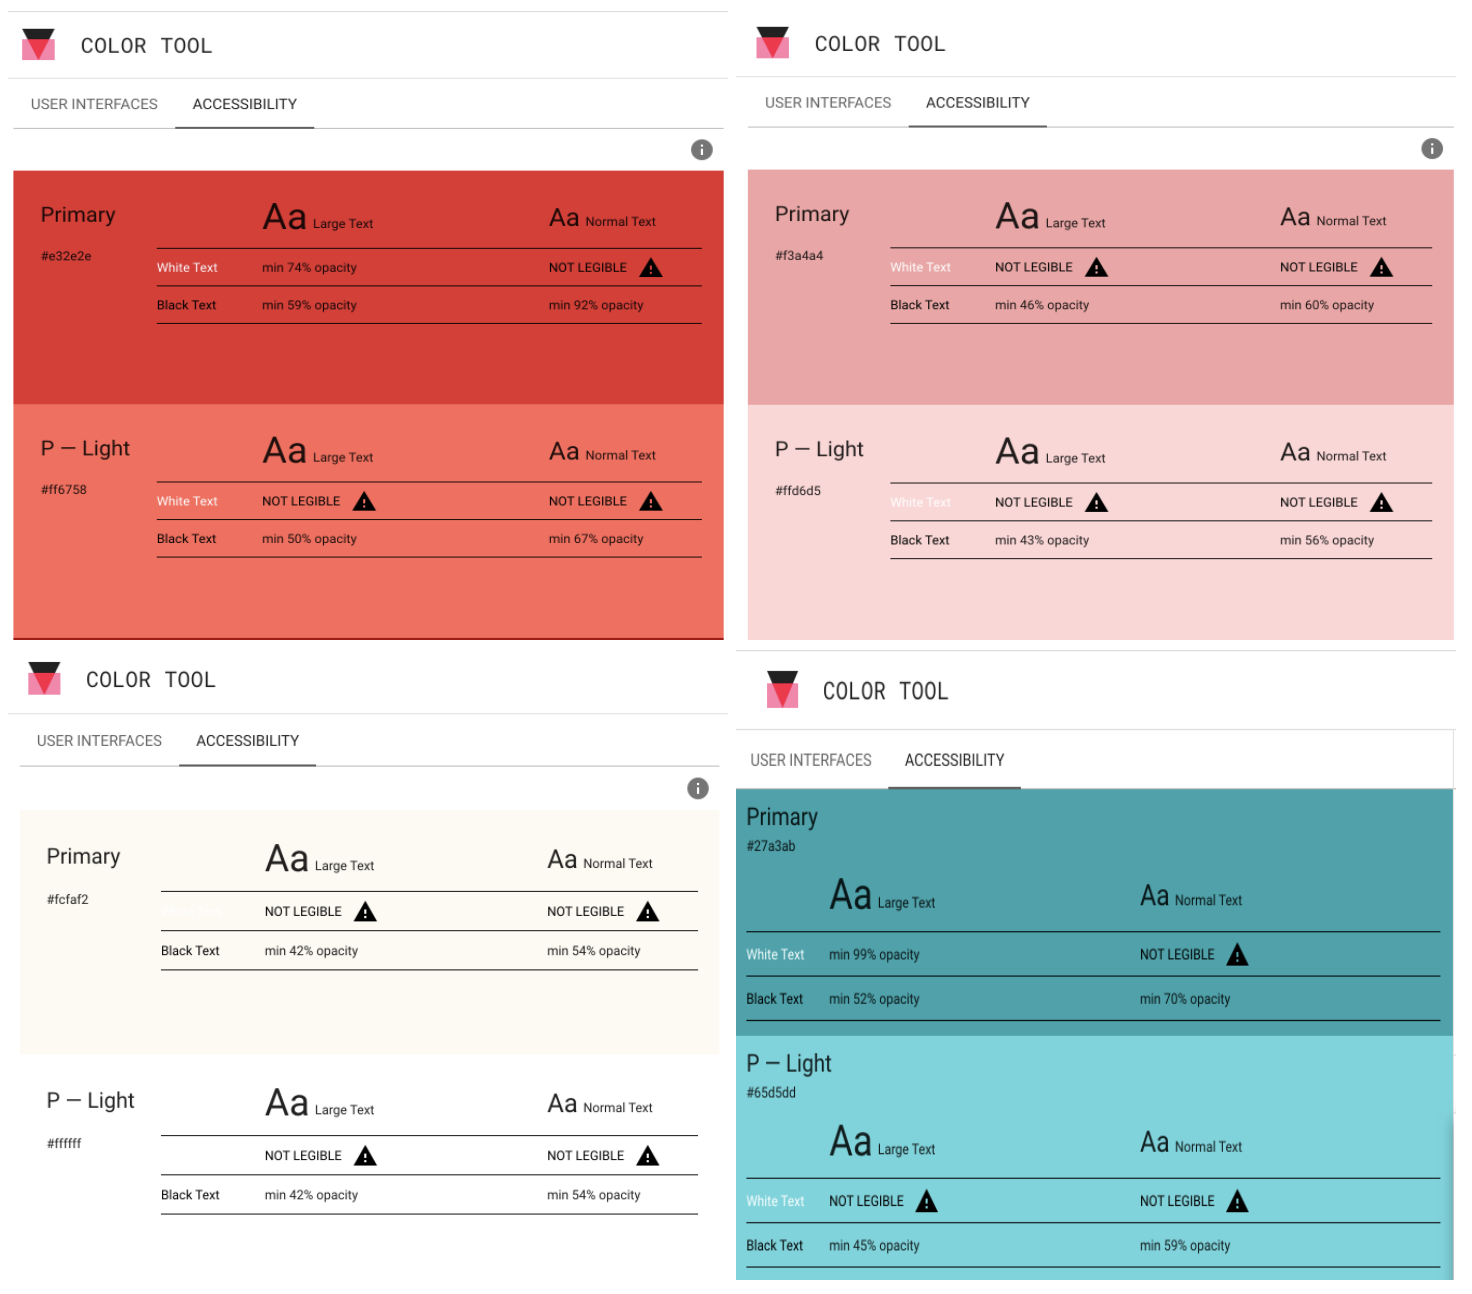 COLOR TOOL
USER INTERFACES ACCESSIBILITY
Primary Aa Large Text Aa Normal Text
#e32e2e
White Text min 74% opacity NOT LEGIBLE
Black Text min 59% opacity min 92% opacity
P — Light Aa Large Text Aa Normal Text
#ff6758
White Text NOT LEGIBLE NOT LEGIBLE
Black Text min 50% opacity min 67% opacity
COLOR TOOL
USER INTERFACES ACCESSIBILITY
Primary Aa Large Text Aa Normal Text
#f3a4a4
White Text NOT LEGIBLE NOT LEGIBLE
Black Text min 46% opacity min 60% opacity
P — Light Aa Large Text Aa Normal Text
#ffd6d5
White Text NOT LEGIBLE NOT LEGIBLE
Black Text min 43% opacity min 56% opacity
COLOR TOOL
USER INTERFACES ACCESSIBILITY
Primary Aa Large Text Aa Normal Text
#fcfaf2
NOT LEGIBLE NOT LEGIBLE
Black Text min 42% opacity min 54% opacity
P — Light Aa Large Text Aa Normal Text
#ffffff
NOT LEGIBLE NOT LEGIBLE
Black Text min 42% opacity min 54% opacity
COLOR TOOL
USER INTERFACES ACCESSIBILITY
Primary
#27a3ab
Aa Large Text Aa Normal Text
White Text min 99% opacity NOT LEGIBLE
Black Text min 52% opacity min 70% opacity
P — Light
#65d5dd
Aa Large Text Aa Normal Text
White Text NOT LEGIBLE NOT LEGIBLE
Black Text min 45% opacity min 59% opacity